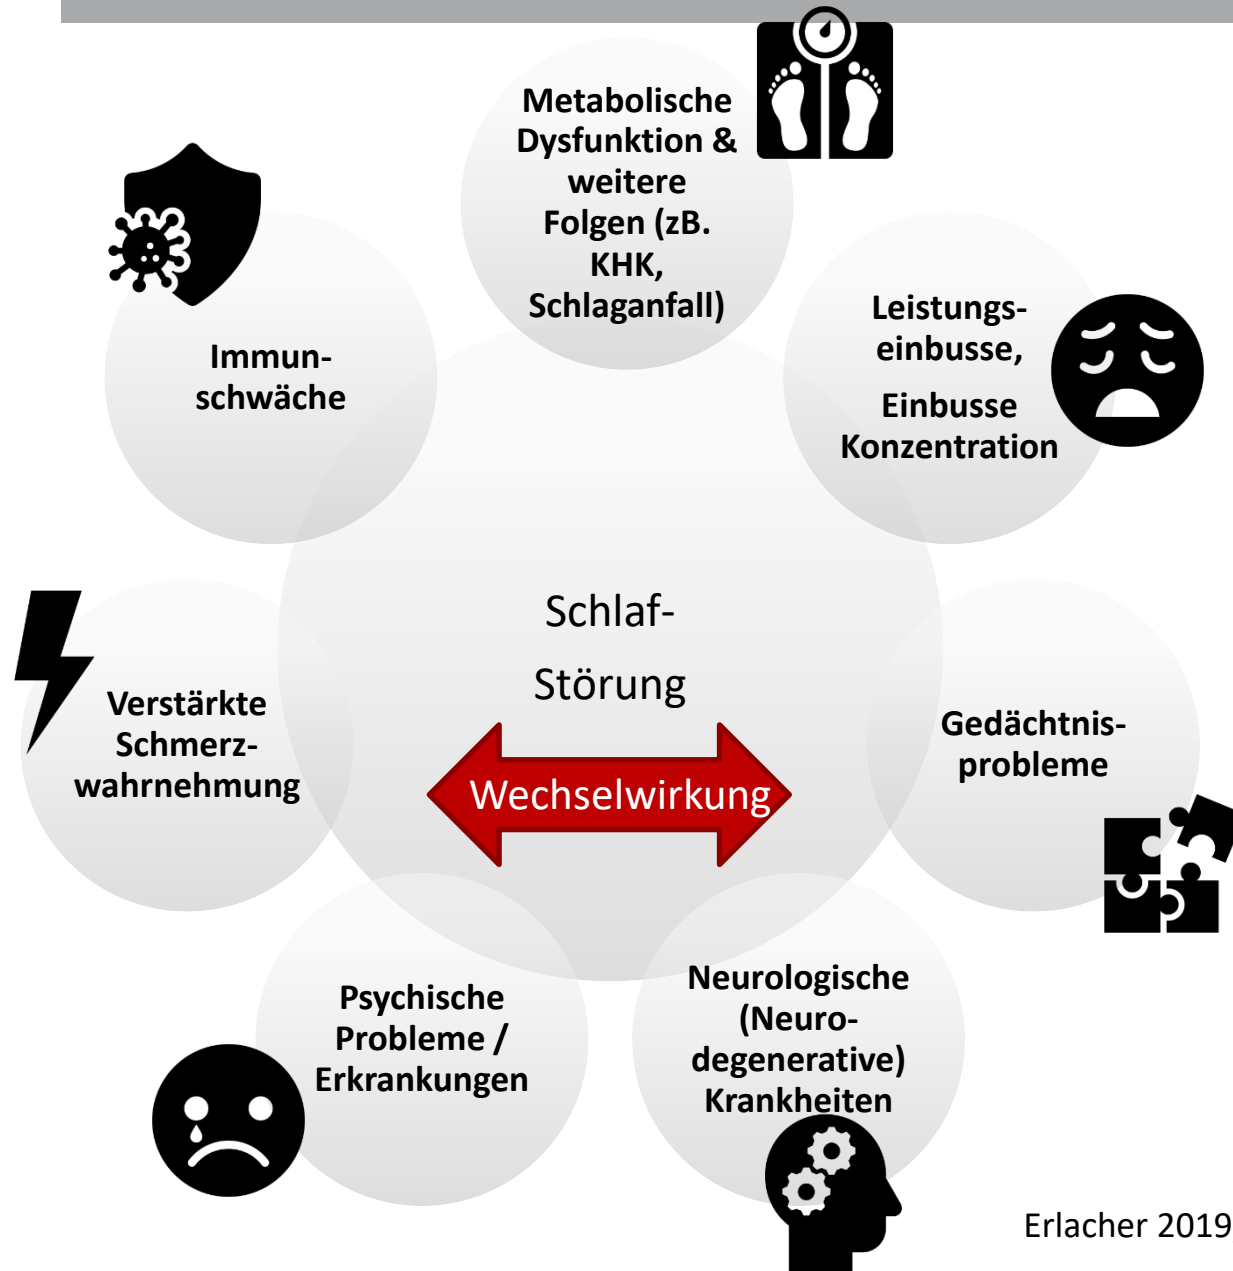 Metabolische
Dysfunktion &
weitere
Folgen (zB.
KHK,
Schlaganfall)
Leistungs-
einbusse,
Einbusse
Konzentration
Immun-
schwäche
Schlaf-
Störung
Wechselwirkung
Verstärkte
Schmerz-
wahrnehmung
Gedächtnis-
probleme
Psychische
Probleme /
Erkrankungen
Neurologische
(Neuro-
degenerative)
Krankheiten
Erlacher 2019